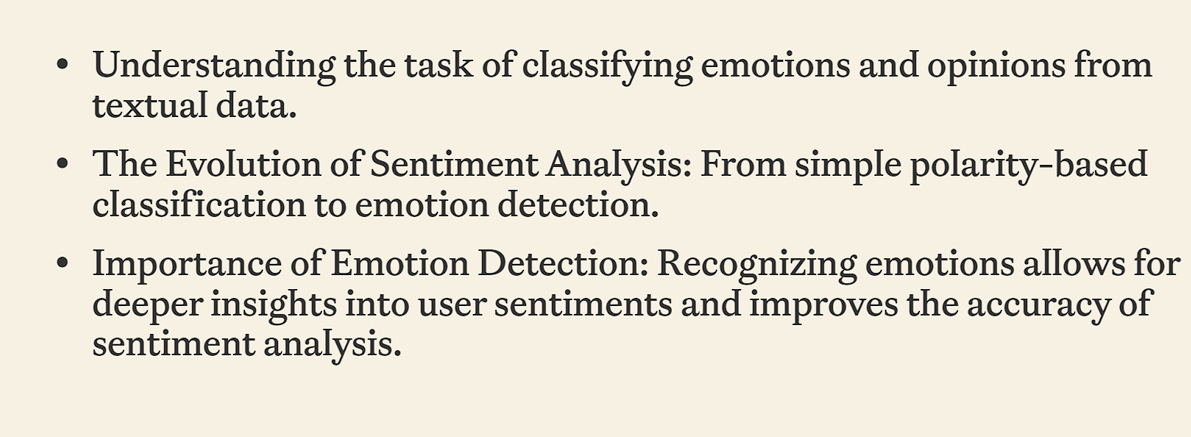 • Understanding the task of classifying emotions and opinions from
textual data.
• The Evolution of Sentiment Analysis: From simple polarity-based
classification to emotion detection.
• Importance of Emotion Detection: Recognizing emotions allows for
deeper insights into user sentiments and improves the accuracy of
sentiment analysis.